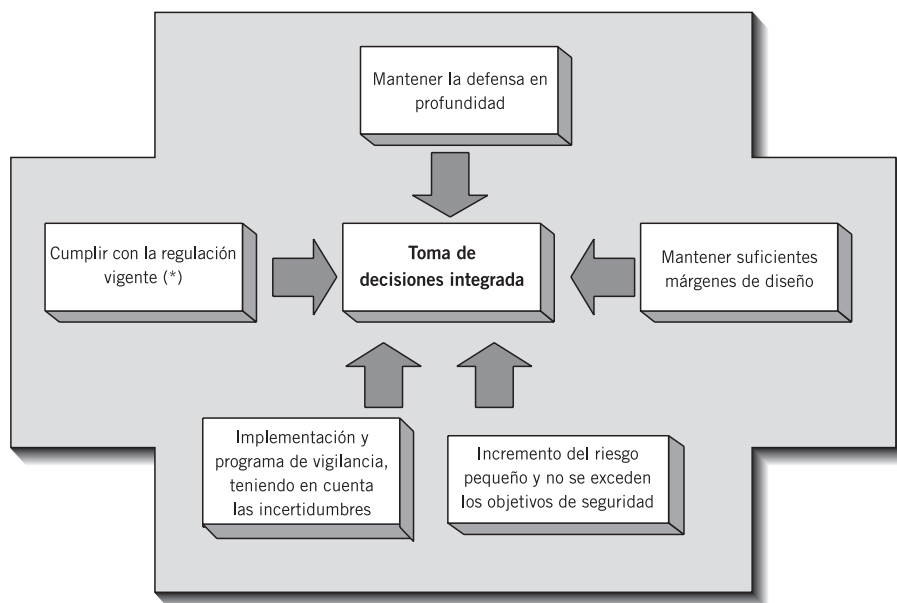 Mantener la defensa en
profundidad
Cumplir con la regulación
vigente (*)
Toma de
decisiones integrada
Mantener suficientes
márgenes de diseño
Implementación y
programa de vigilancia,
teniendo en cuenta
las incertidumbres
Incremento del riesgo
pequeño y no se exceden
los objetivos de seguridad